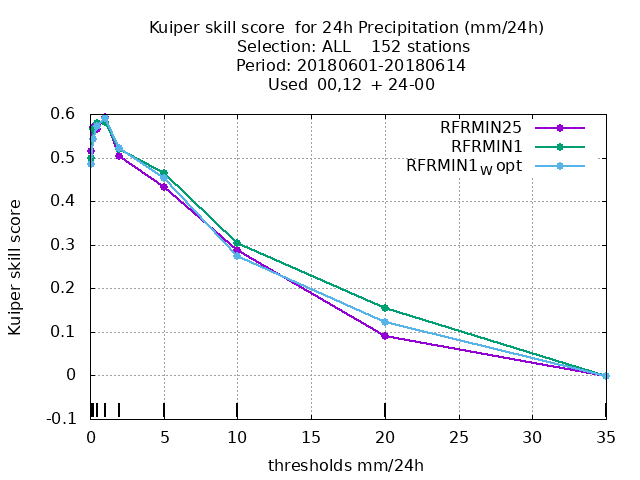 Kuiper skill score  for 24h Precipitation (mm/24h)
Selection: ALL    152 stations
Period: 20180601-20180614
Used  00,12  + 24-00
RFRMIN25
RFRMIN1
RFRMIN1W opt
0.6
0.5
0.4
0.3
0.2
0.1
0
-0.1
Kuiper skill score
0 5 10 15 20 25 30 35
thresholds mm/24h